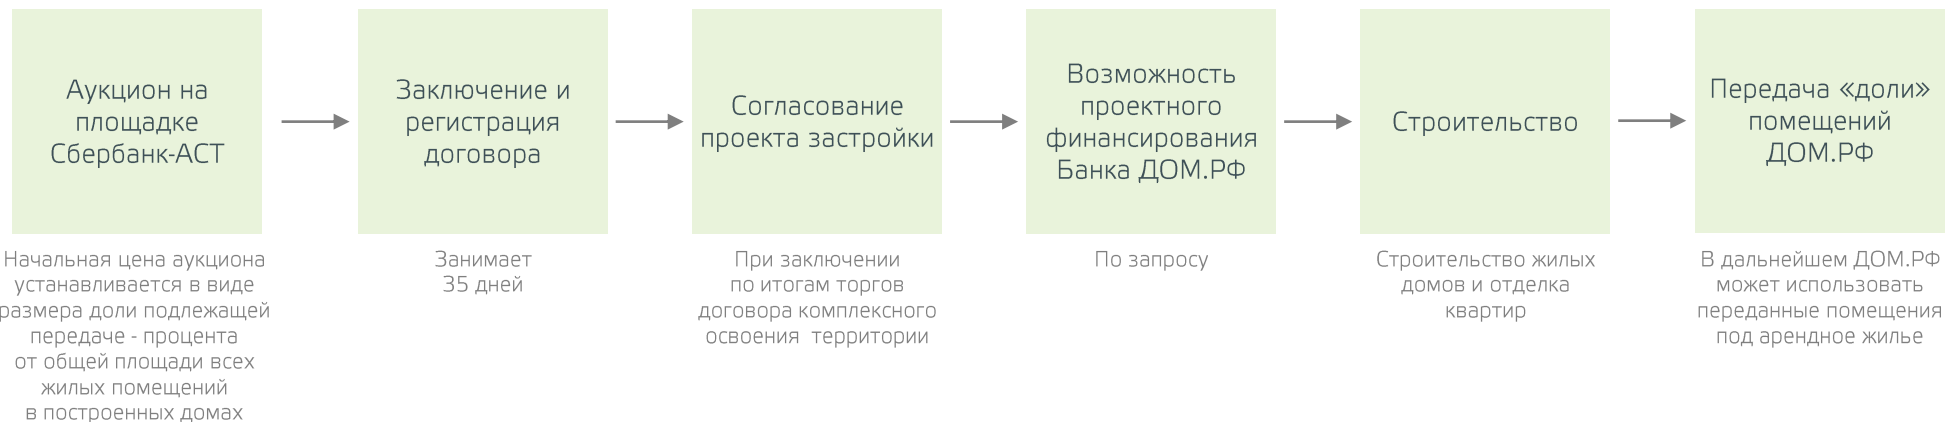 Аукцион на
площадке
Сбербанк-АСТ
Начальная цена аукциона
устанавливается в виде
размера доли подлежащей
передаче - процента
от общей площади всех
жилых помещений
в построенных домах
Заключение и
регистрация
договора
Занимает
35 дней
Согласование
проекта застройки
При заключении
по итогам торгов
договора комплексного
освоения территории
Возможность
проектного
финансирования
Банка ДОМ.РФ
По запросу
Строительство
Строительство жилых
домов и отделка
квартир
Передача «доли»
помещений
ДОМ.РФ
В дальнейшем ДОМ.РФ
может использовать
переданные помещения
под арендное жилье